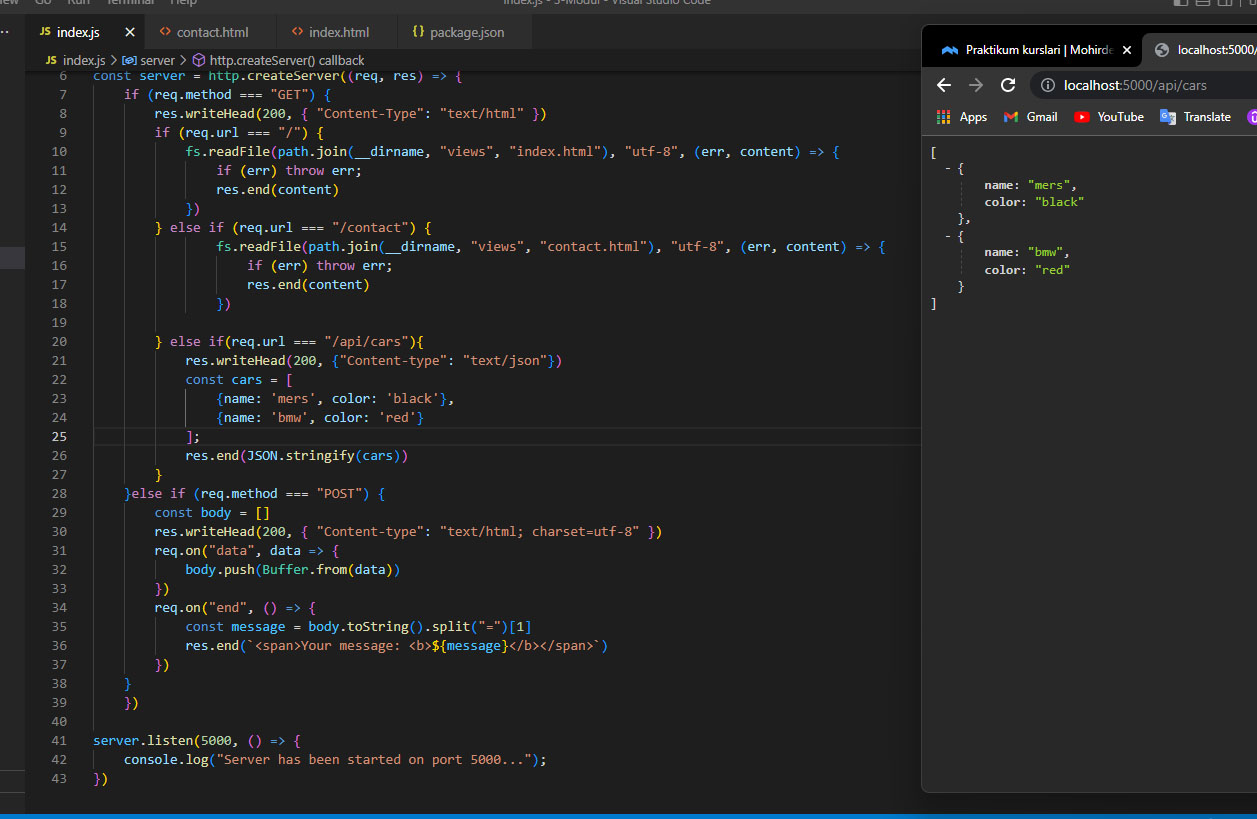 Go Run Terminal Help
index.js - 5-Modul - Visual Studio Code
JS index.js ×
<> contact.html
<> index.html
{} package.json
JS index.js > server > http.createServer() callback
6 const server = http.createServer((req, res) => {
7 if (req.method === "GET") {
8 res.writeHead(200, { "Content-Type": "text/html" })
9 if (req.url === "/") {
10 fs.readFile(path.join(__dirname, "views", "index.html"), "utf-8", (err, content) => {
11 if (err) throw err;
12 res.end(content)
13 })
14 } else if (req.url === "/contact") {
15 fs.readFile(path.join(__dirname, "views", "contact.html"), "utf-8", (err, content) => {
16 if (err) throw err;
17 res.end(content)
18 })
19
20 } else if(req.url === "/api/cars"){
21 res.writeHead(200, {"Content-type": "text/json"})
22 const cars = [
23 {name: 'mers', color: 'black'},
24 {name: 'bmw', color: 'red'}
25 ];
26 res.end(JSON.stringify(cars))
27 }
28 }else if (req.method === "POST") {
29 const body = []
30 res.writeHead(200, { "Content-type": "text/html; charset=utf-8" })
31 req.on("data", data => {
32 body.push(Buffer.from(data))
33 })
34 req.on("end", () => {
35 const message = body.toString().split("=")[1]
36 res.end(`<span>Your message: <b>${message}</b></span>`)
37 })
38 }
39 })
40
41 server.listen(5000, () => {
42 console.log("Server has been started on port 5000...");
43 })
Praktikum kurslari | Mohirde ×
localhost:5000/
localhost:5000/api/cars
Apps Gmail YouTube Translate
[
- {
name: "mers",
color: "black"
},
- {
name: "bmw",
color: "red"
}
]